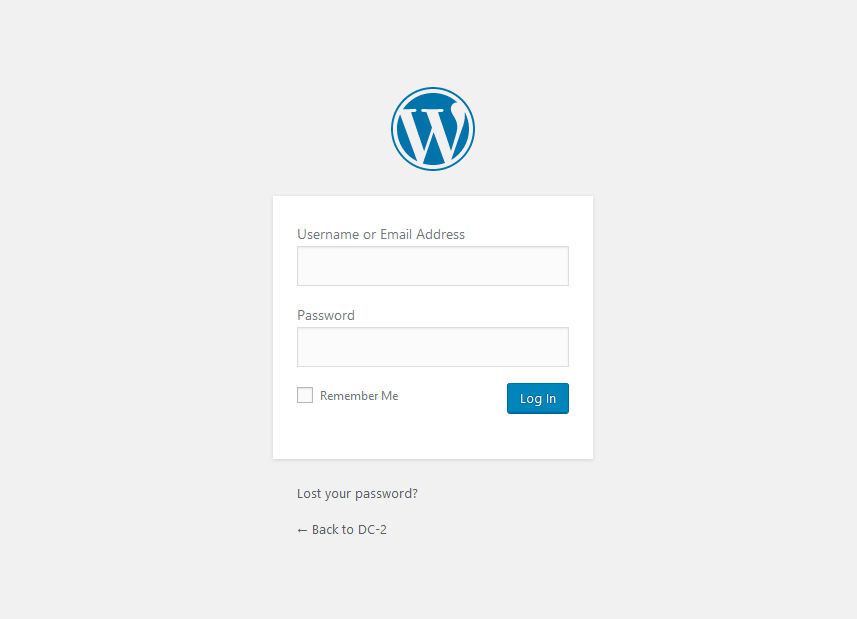 Username or Email Address
Password
Remember Me
Log In
Lost your password?
← Back to DC-2